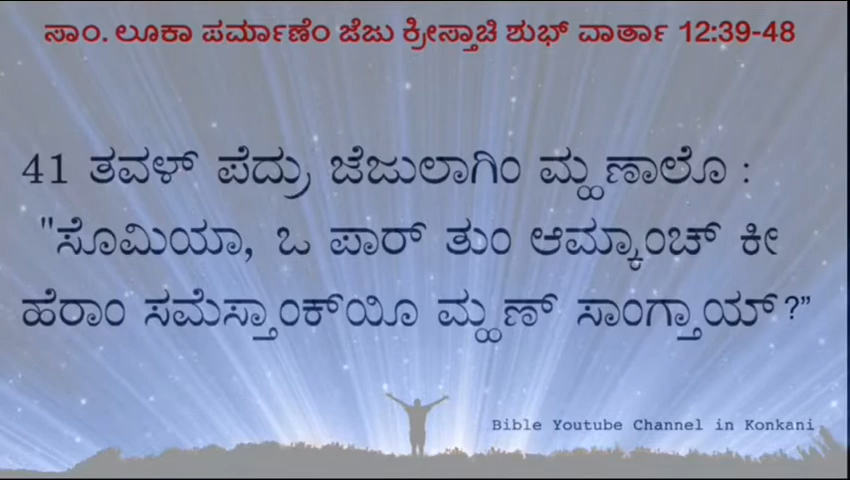 ಸಾಂ. ಲೂಕಾ ಪರ್ಮಾಣೆಂ ಜೆಜು ಕ್ರೀಸ್ತಾಚಿ ಶುಭ್ ವಾರ್ತಾ 12:39-48
41 ತವಳ್ ಪೆದ್ರು ಜೆಜುಲಾಗಿಂ ಮ್ಹಣಾಲೊ :
"ಸೊಮಿಯಾ, ಒ ಪಾರ್ ತುಂ ಆಮ್ಕಾಂಚ್ ಕೀ
ಹೆರಾಂ ಸಮೆಸ್ತಾಂಕ್‌ಯೀ ಮ್ಹಣ್ ಸಾಂಗ್ತಾಯ್?”
Bible Youtube Channel in Konkani